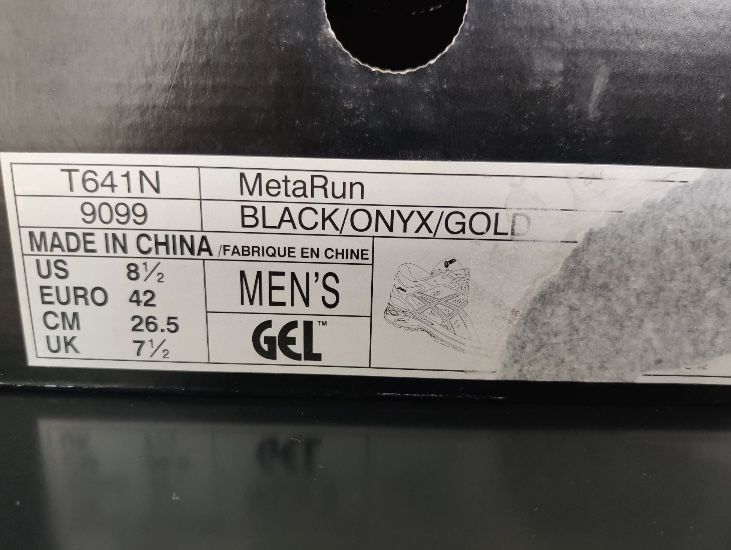 T641N MetaRun
9099 BLACK/ONYX/GOLD
MADE IN CHINA /FABRIQUE EN CHINE
US 8½
EURO 42
CM 26.5
UK 7½
MEN'S
GEL™